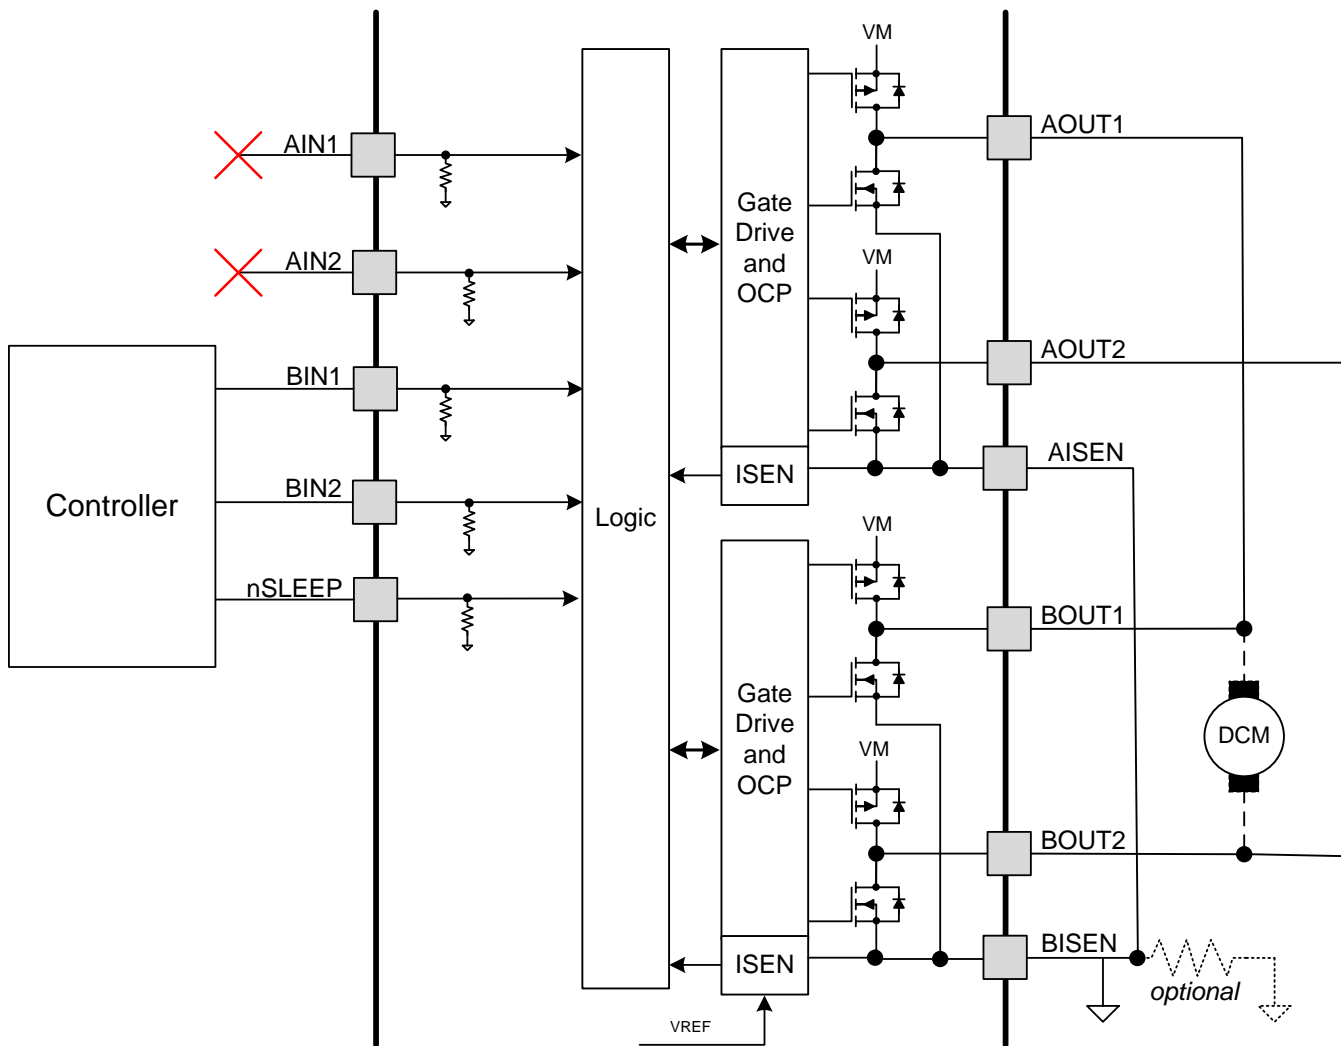 VM
AIN1
AOUT1
Gate
Drive
and
OCP
AIN2
VM
AOUT2
BIN1
AISEN
ISEN
Controller
BIN2
Logic
VM
nSLEEP
BOUT1
Gate
Drive
and
OCP
VM
DCM
BOUT2
BISEN
ISEN
optional
VREF